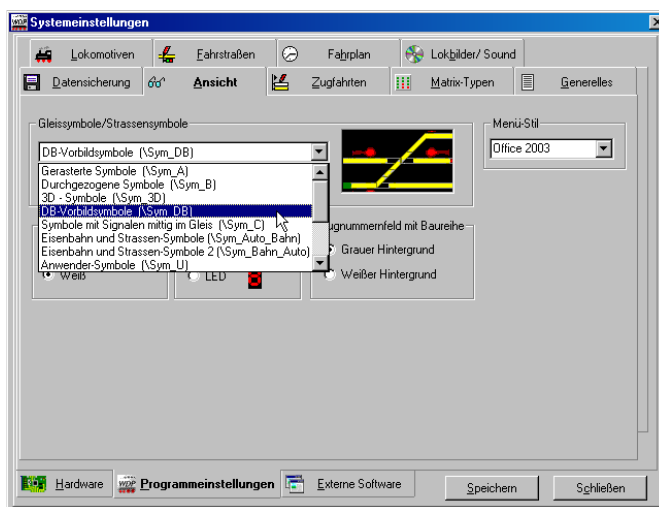 WDP Systemeinstellungen
Lokomotiven Fahrstraßen Fahrplan Lokbilder/ Sound
Datensicherung Ansicht Zugfahrten Matrix-Typen Generelles
Gleissymbole/Strassensymbole
Menü-Stil
DB-Vorbildsymbole (\Sym_DB)
Office 2003
Gerasterte Symbole (\Sym_A)
Durchgezogene Symbole (\Sym_B)
3D - Symbole (\Sym_3D)
DB-Vorbildsymbole (\Sym_DB)
Symbole mit Signalen mittig im Gleis (\Sym_C)
Eisenbahn und Strassen-Symbole (\Sym_Auto_Bahn)
Eisenbahn und Strassen-Symbole 2 (\Sym_Bahn_Auto)
Anwender-Symbole (\Sym_U)
ugnummernfeld mit Baureihe
Grauer Hintergrund
Weiß LED 8 Weißer Hintergrund
Hardware WDP Programmeinstellungen Externe Software Speichern Schließen